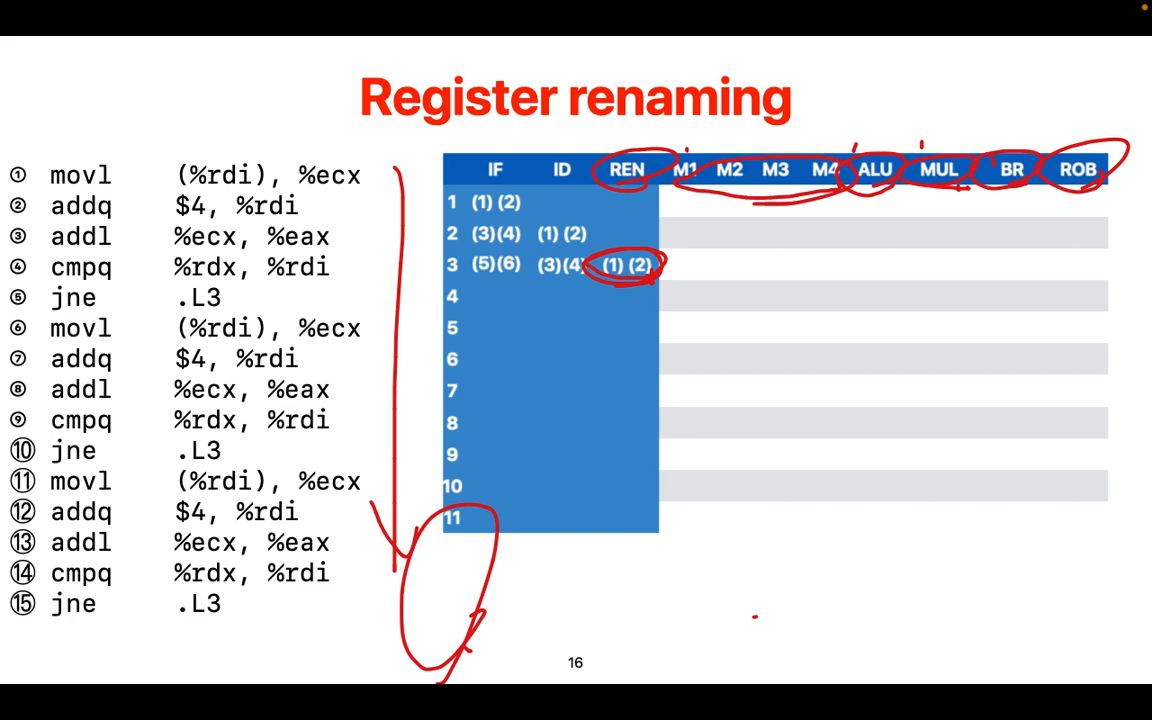 Register renaming
① movl (%rdi), %ecx
② addq $4, %rdi
③ addl %ecx, %eax
④ cmpq %rdx, %rdi
⑤ jne .L3
⑥ movl (%rdi), %ecx
⑦ addq $4, %rdi
⑧ addl %ecx, %eax
⑨ cmpq %rdx, %rdi
⑩ jne .L3
⑪ movl (%rdi), %ecx
⑫ addq $4, %rdi
⑬ addl %ecx, %eax
⑭ cmpq %rdx, %rdi
⑮ jne .L3
IF ID REN M1 M2 M3 M4 ALU MUL BR ROB
1 (1) (2)
2 (3)(4) (1) (2)
3 (5)(6) (3)(4) (1) (2)
4
5
6
7
8
9
10
11
16